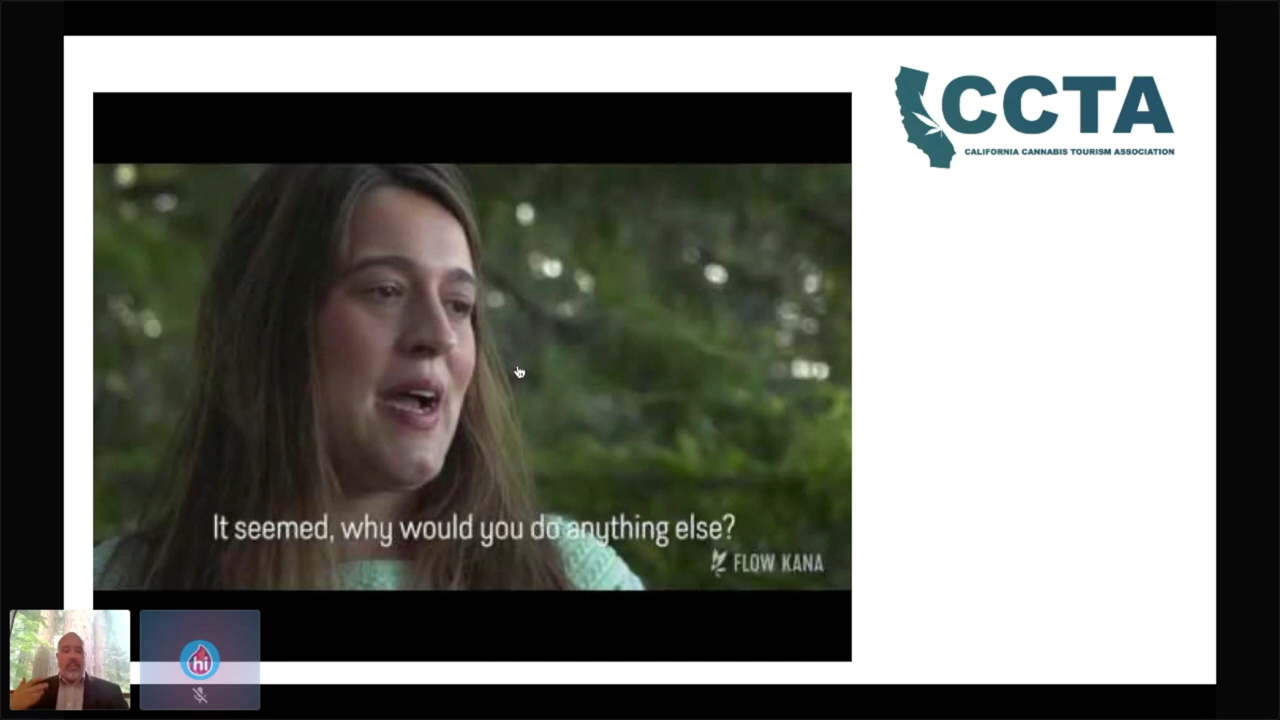 CCTA
CALIFORNIA CANNABIS TOURISM ASSOCIATION
It seemed, why would you do anything else?
FLOW KANA
hi